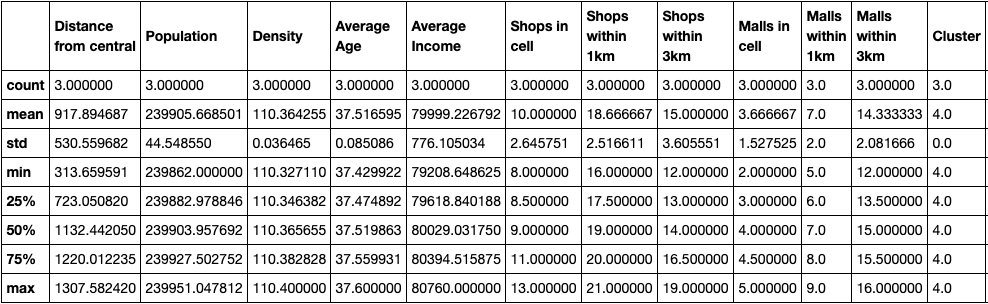 Distance from central Population Density Average Age Average Income Shops in cell Shops within 1km Shops within 3km Malls in cell Malls within 1km Malls within 3km Cluster
count 3.000000 3.000000 3.000000 3.000000 3.000000 3.000000 3.000000 3.000000 3.000000 3.0 3.000000 3.0
mean 917.894687 239905.668501 110.364255 37.516595 79999.226792 10.000000 18.666667 15.000000 3.666667 7.0 14.333333 4.0
std 530.559682 44.548550 0.036465 0.085086 776.105034 2.645751 2.516611 3.605551 1.527525 2.0 2.081666 0.0
min 313.659591 239862.000000 110.327110 37.429922 79208.648625 8.000000 16.000000 12.000000 2.000000 5.0 12.000000 4.0
25% 723.050820 239882.978846 110.346382 37.474892 79618.840188 8.500000 17.500000 13.000000 3.000000 6.0 13.500000 4.0
50% 1132.442050 239903.957692 110.365655 37.519863 80029.031750 9.000000 19.000000 14.000000 4.000000 7.0 15.000000 4.0
75% 1220.012235 239927.502752 110.382828 37.559931 80394.515875 11.000000 20.000000 16.500000 4.500000 8.0 15.500000 4.0
max 1307.582420 239951.047812 110.400000 37.600000 80760.000000 13.000000 21.000000 19.000000 5.000000 9.0 16.000000 4.0